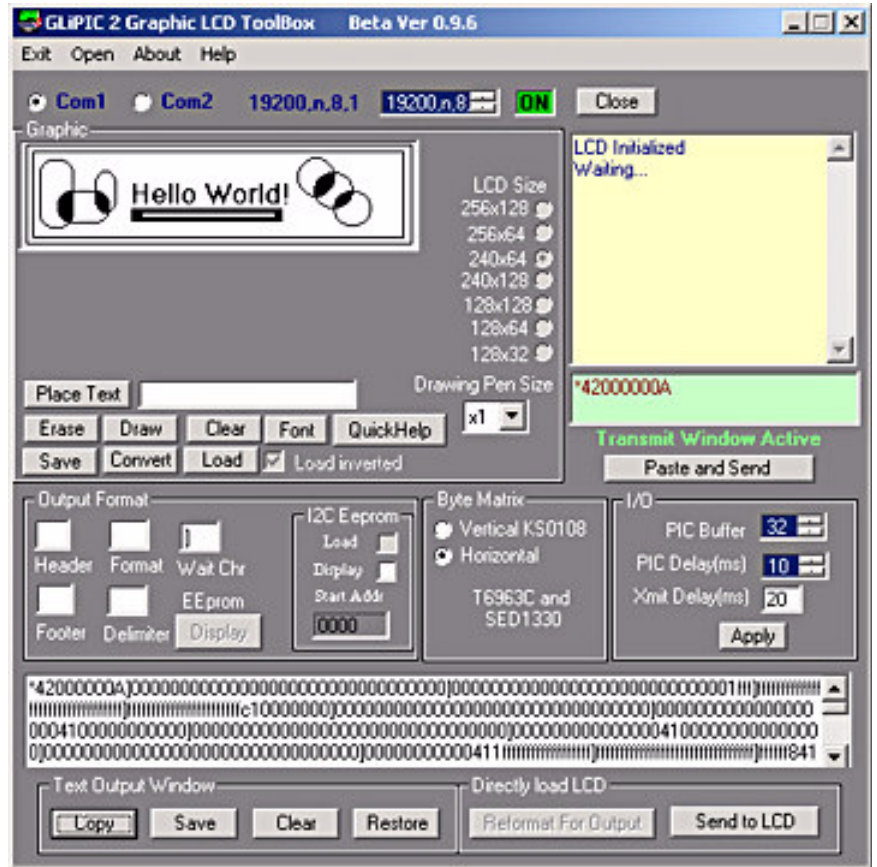 GLiPIC 2 Graphic LCD ToolBox Beta Ver 0.9.6
Exit Open About Help
Com1 Com2 19200,n,8,1 19200,n,8 ON Close
Graphic
Hello World!
LCD Size
256x128
256x64
240x64
240x128
128x128
128x64
128x32
LCD Initialized
Waiting...
Place Text
Drawing Pen Size
x1
Erase Draw Clear Font QuickHelp
Save Convert Load Load inverted
*42000000A
Transmit Window Active
Paste and Send
Output Format
Header Format Wait Chr
]
Footer Delimiter EEprom
Display
I2C Eeprom
Load
Display
Start Addr
0000
Byte Matrix
Vertical KS0108
Horizontal
T6963C and
SED1330
I/O
PIC Buffer 32
PIC Delay(ms) 10
Xmit Delay(ms) 20
Apply
Text Output Window
Copy Save Clear Restore
Directly load LCD
Reformat For Output Send to LCD